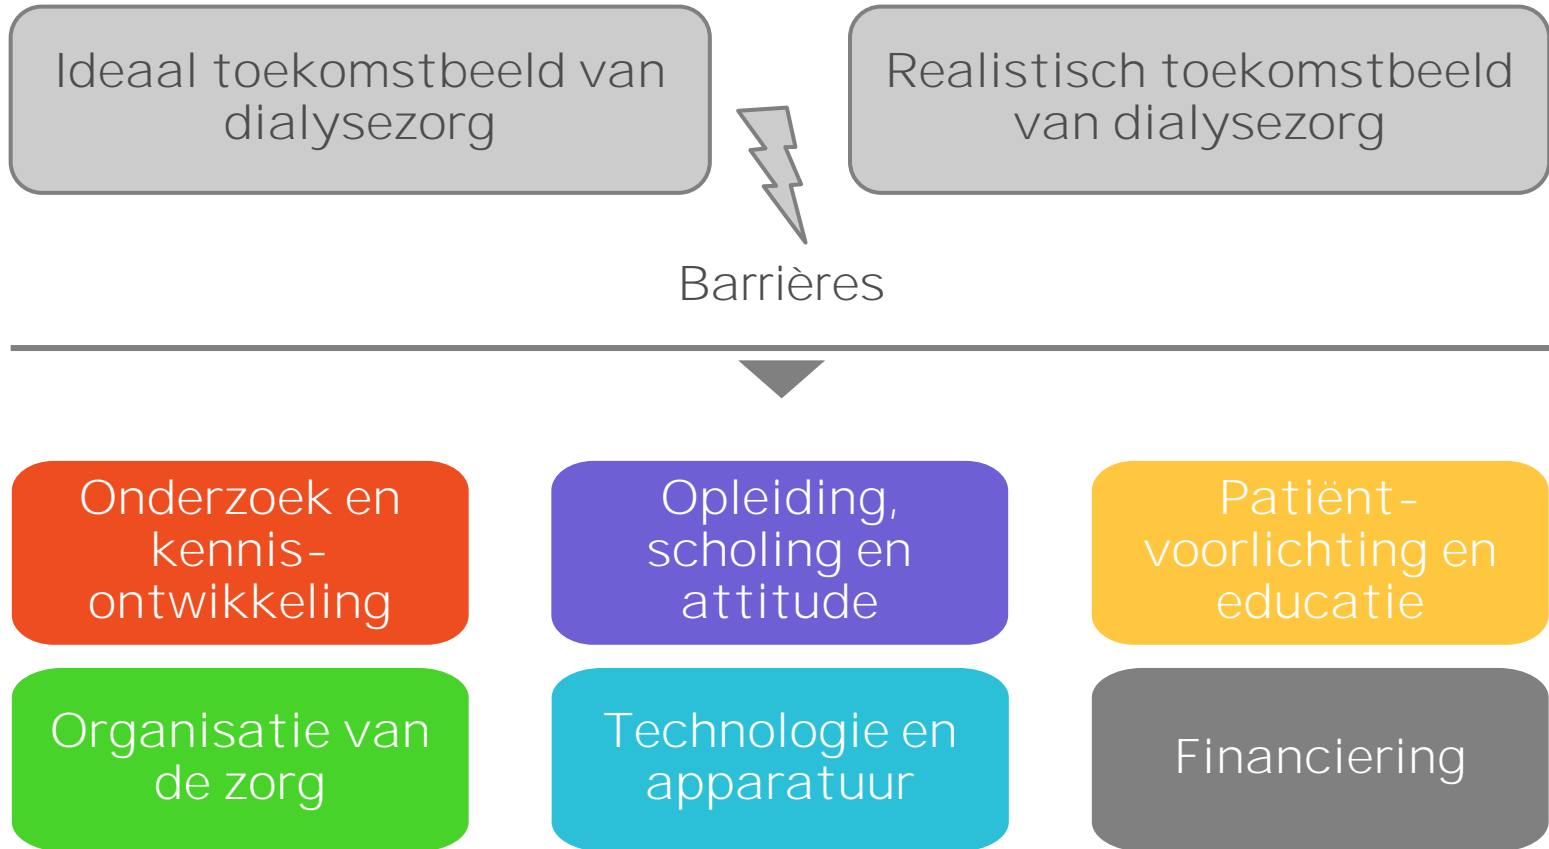 Ideaal toekomstbeeld van
dialysezorg
Realistisch toekomstbeeld
van dialysezorg
Barrières
Onderzoek en
kennis-
ontwikkeling
Opleiding,
scholing en
attitude
Patiënt-
voorlichting en
educatie
Organisatie van
de zorg
Technologie en
apparatuur
Financiering